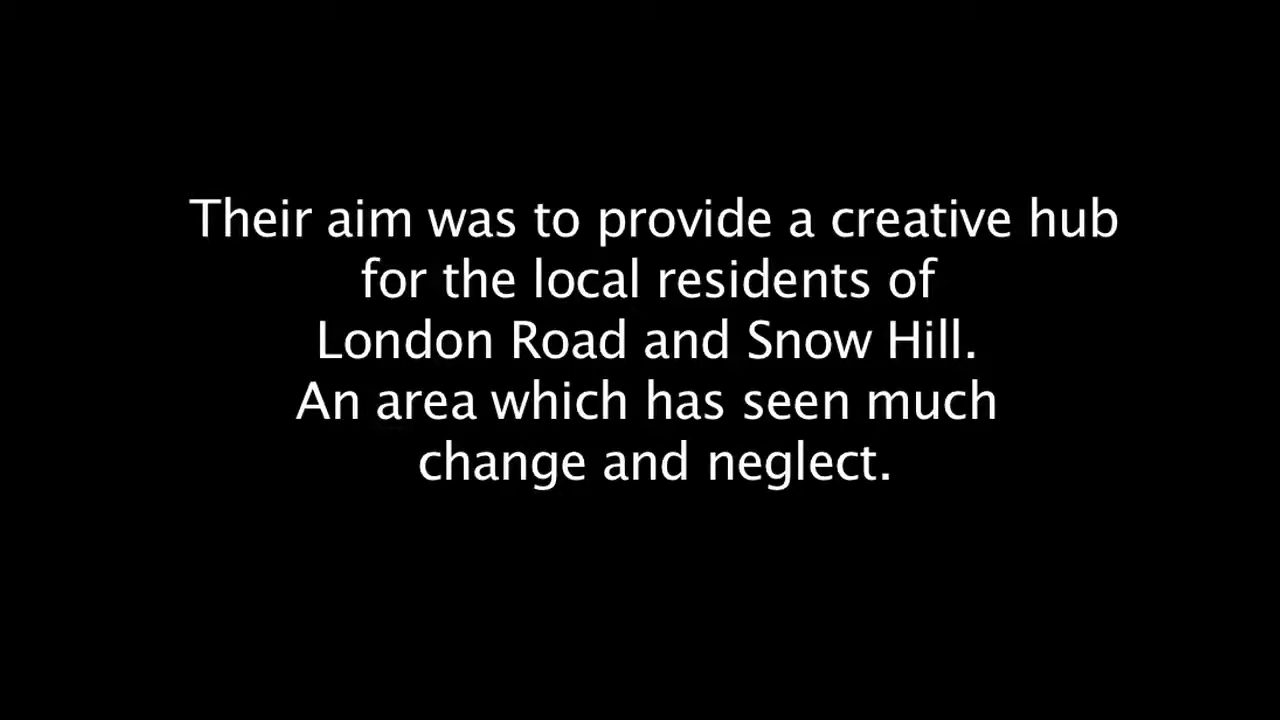 Their aim was to provide a creative hub
for the local residents of
London Road and Snow Hill.
An area which has seen much
change and neglect.